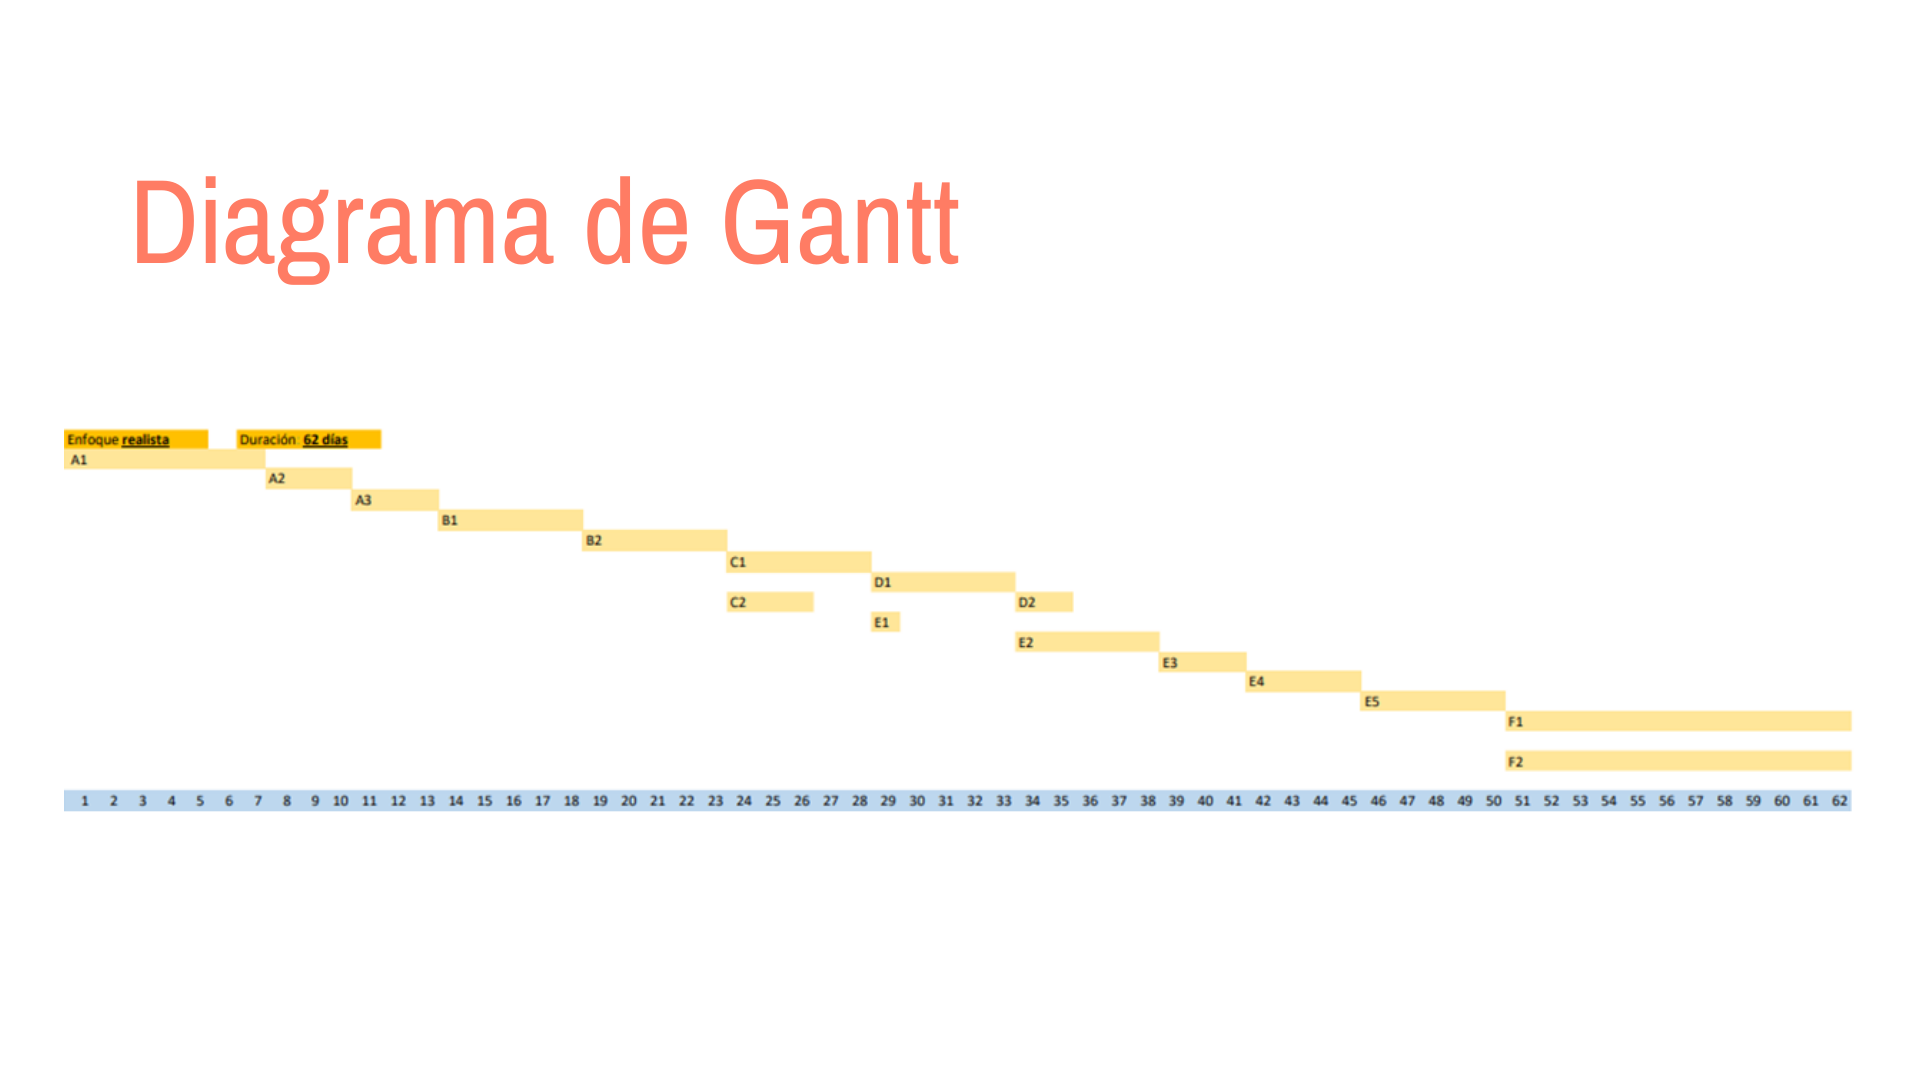 Diagrama de Gantt
Enfoque realista Duración: 62 días
A1
A2
A3
B1
B2
C1
D1
C2 D2
E1
E2
E3
E4
E5
F1
F2
1 2 3 4 5 6 7 8 9 10 11 12 13 14 15 16 17 18 19 20 21 22 23 24 25 26 27 28 29 30 31 32 33 34 35 36 37 38 39 40 41 42 43 44 45 46 47 48 49 50 51 52 53 54 55 56 57 58 59 60 61 62